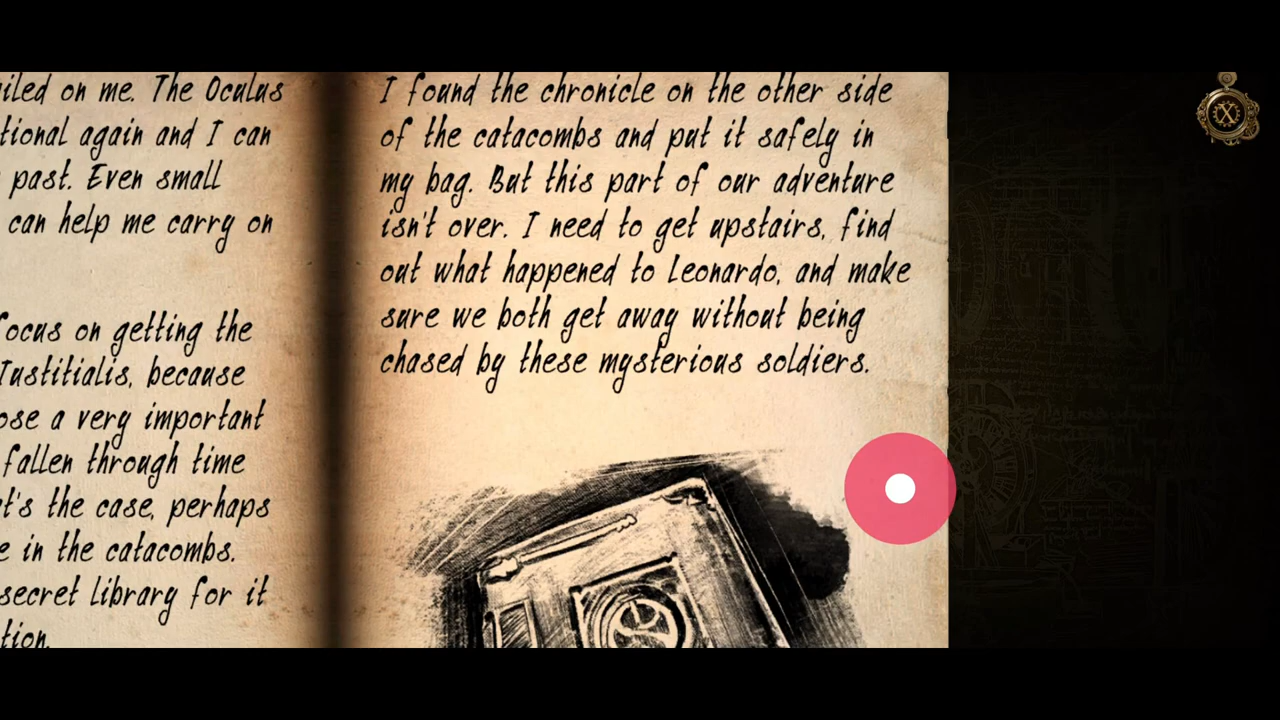 iled on me. The Oculus
tional again and I can
past. Even small
can help me carry on
focus on getting the
Iustitialis, because
ose a very important
fallen through time
t's the case, perhaps
e in the catacombs.
secret library for it
tion.
I found the chronicle on the other side
of the catacombs and put it safely in
my bag. But this part of our adventure
isn't over. I need to get upstairs, find
out what happened to Leonardo, and make
sure we both get away without being
chased by these mysterious soldiers.
X